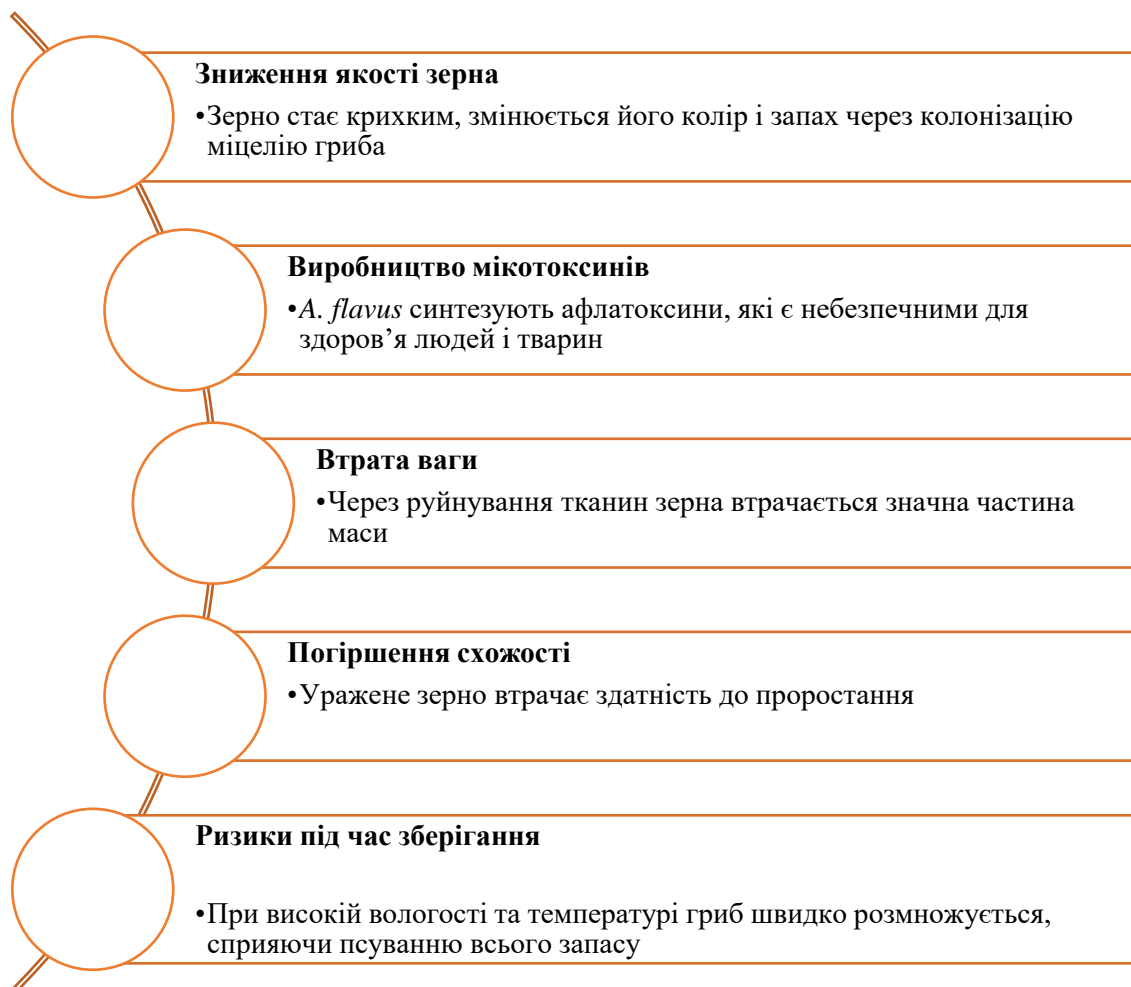 Зниження якості зерна
•Зерно стає крихким, змінюється його колір і запах через колонізацію
міцелію гриба
Виробництво мікотоксинів
•A. flavus синтезують афлатоксини, які є небезпечними для
здоров’я людей і тварин
Втрата ваги
•Через руйнування тканин зерна втрачається значна частина
маси
Погіршення схожості
•Уражене зерно втрачає здатність до проростання
Ризики під час зберігання
•При високій вологості та температурі гриб швидко розмножується,
сприяючи псуванню всього запасу